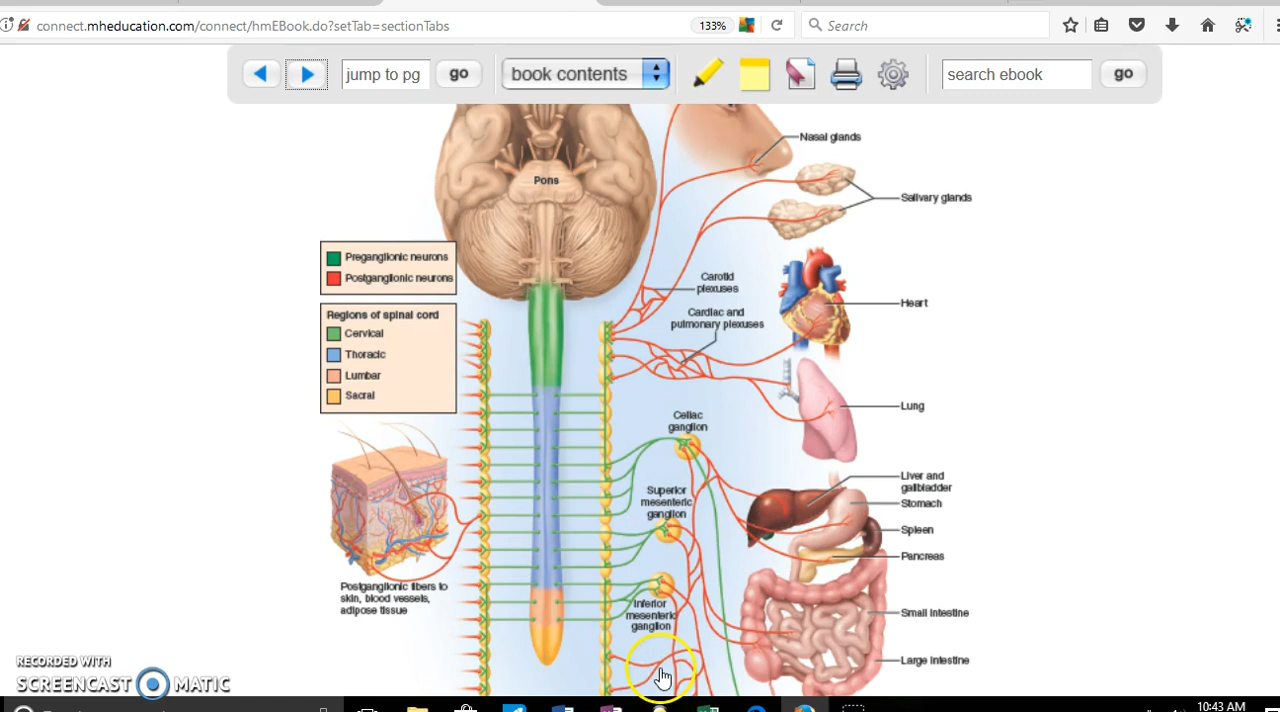 connect.mheducation.com/connect/hmEBook.do?setTab=sectionTabs
133%
Search
jump to pg
go
book contents
search ebook
go
Nasal glands
Pons
Salivary glands
Preganglionic neurons
Postganglionic neurons
Carotid
plexuses
Heart
Regions of spinal cord
Cervical
Thoracic
Lumbar
Sacral
Cardiac and
pulmonary plexuses
Lung
Celiac
ganglion
Liver and
gallbladder
Stomach
Superior
mesenteric
ganglion
Spleen
Pancreas
Postganglionic fibers to
skin, blood vessels,
adipose tissue
Inferior
mesenteric
ganglion
Small intestine
Large intestine
RECORDED WITH
SCREENCAST MATIC
10:43 AM